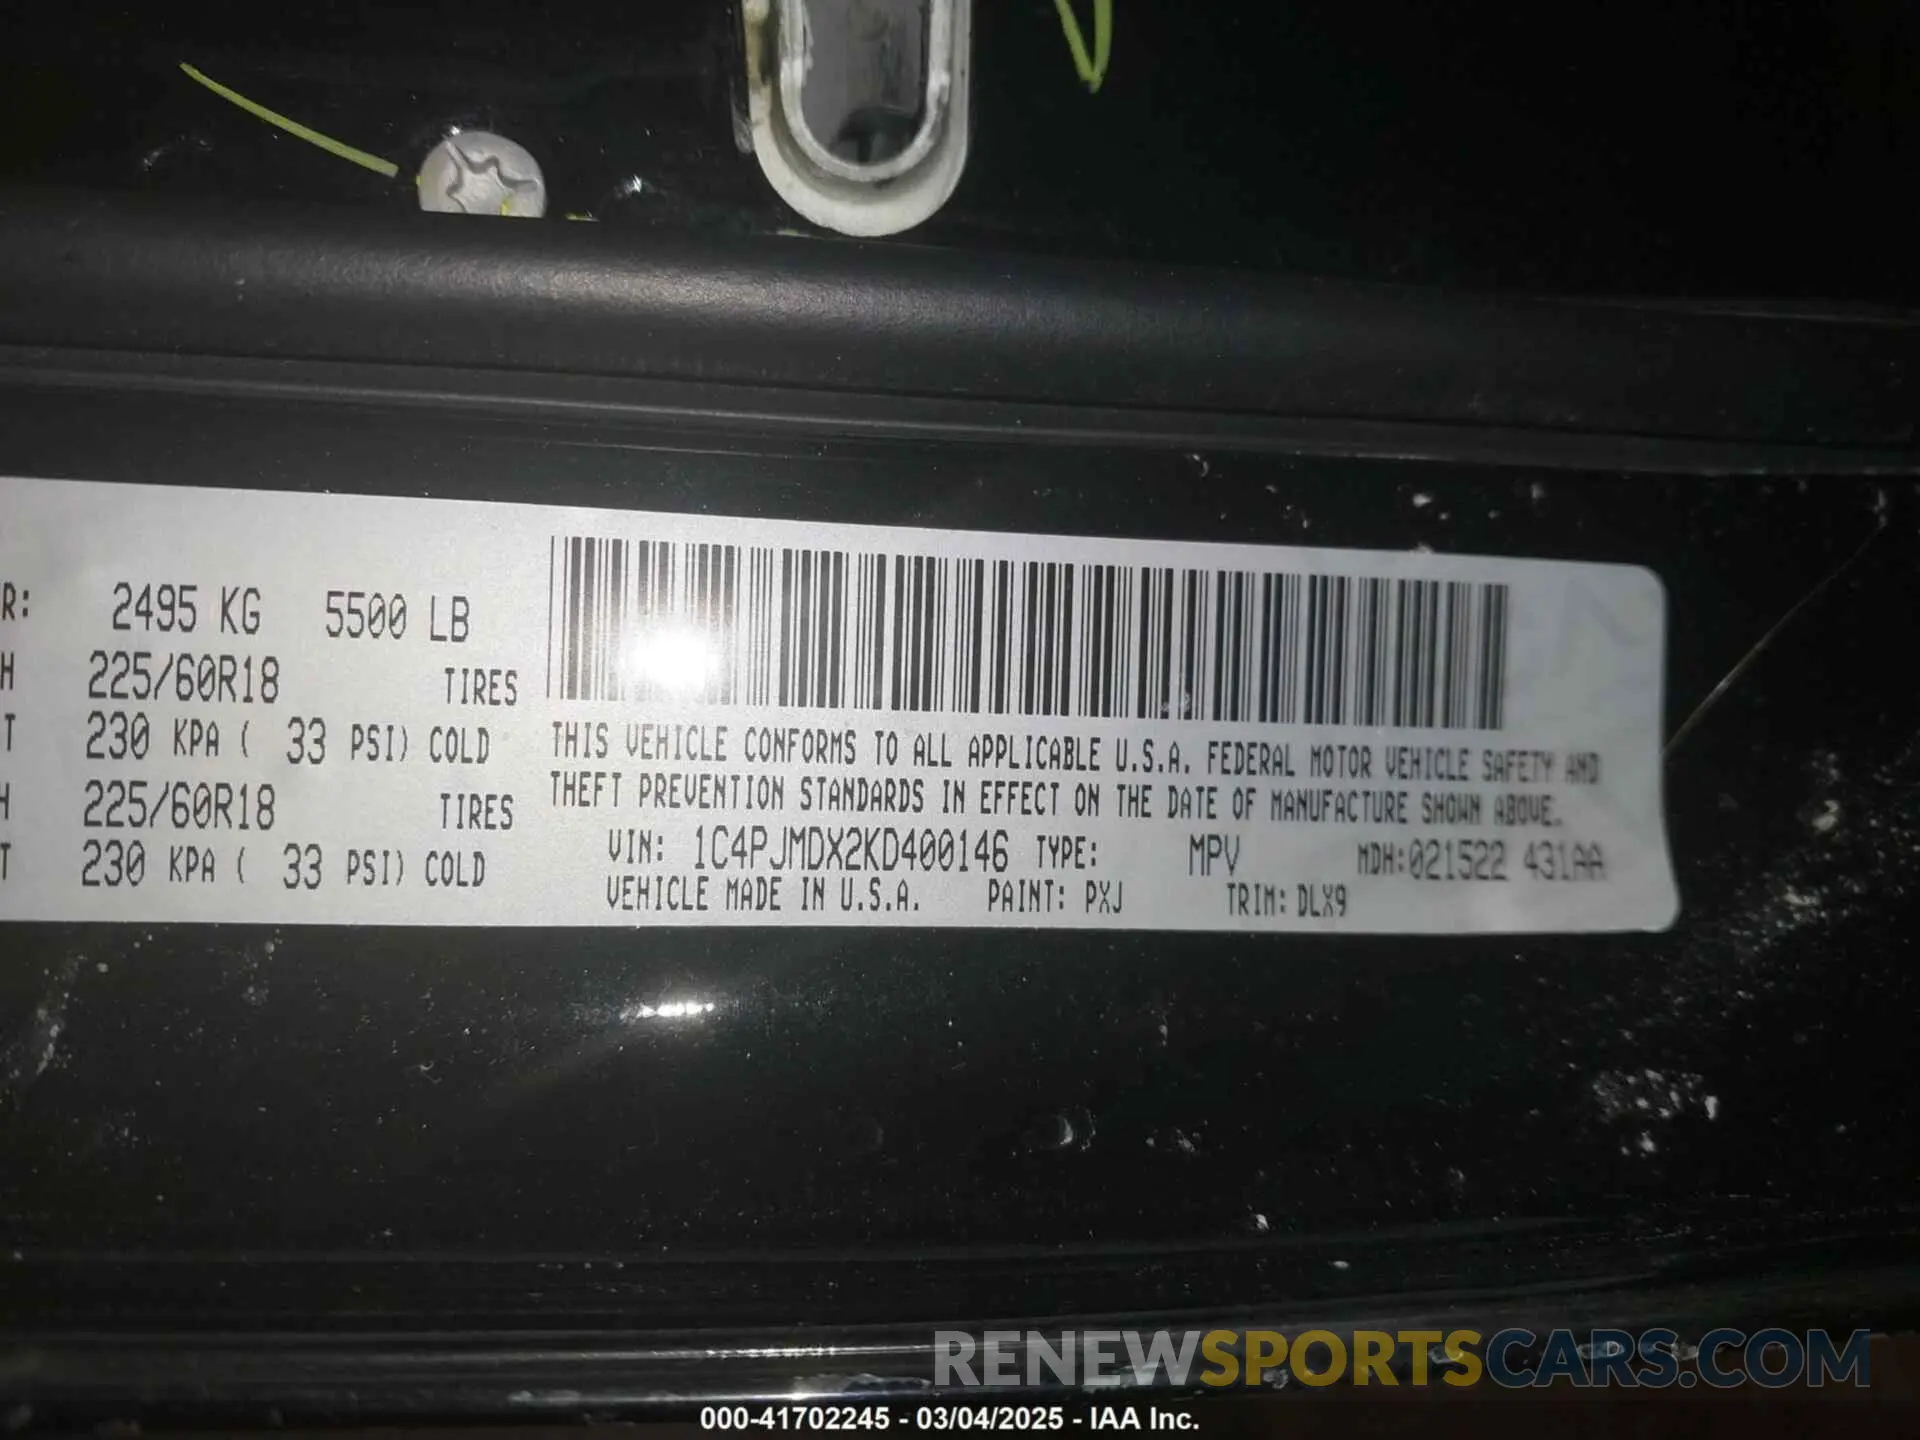 R: 2495 KG 5500 LB
H 225/60R18 TIRES
T 230 KPA ( 33 PSI) COLD
H 225/60R18 TIRES
T 230 KPA ( 33 PSI) COLD
THIS VEHICLE CONFORMS TO ALL APPLICABLE U.S.A. FEDERAL MOTOR VEHICLE SAFETY AND
THEFT PREVENTION STANDARDS IN EFFECT ON THE DATE OF MANUFACTURE SHOWN ABOVE.
VIN: 1C4PJMDX2KD400146 TYPE: MPV MDH:021522 431AA
VEHICLE MADE IN U.S.A. PAINT: PXJ TRIM: DLX9
RENEWSPORTSCARS.COM
000-41702245 - 03/04/2025 - IAA Inc.